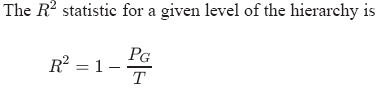 The R² statistic for a given level of the hierarchy is
R² = 1 − P_G / T